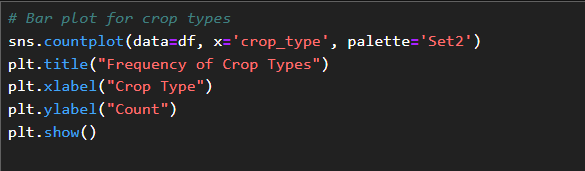 # Bar plot for crop types
sns.countplot(data=df, x='crop_type', palette='Set2')
plt.title("Frequency of Crop Types")
plt.xlabel("Crop Type")
plt.ylabel("Count")
plt.show()